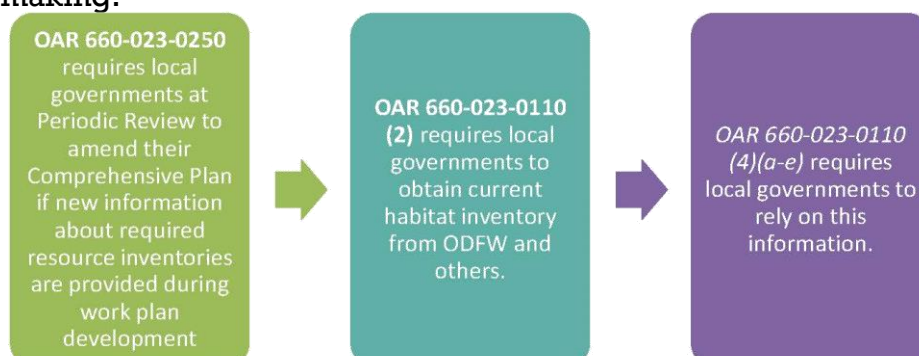 making.
OAR 660-023-0250
requires local
governments at
Periodic Review to
amend their
Comprehensive Plan
if new information
about required
resource inventories
are provided during
work plan
development
OAR 660-023-0110
(2) requires local
governments to
obtain current
habitat inventory
from ODFW and
others.
OAR 660-023-0110
(4)(a-e) requires
local governments to
rely on this
information.